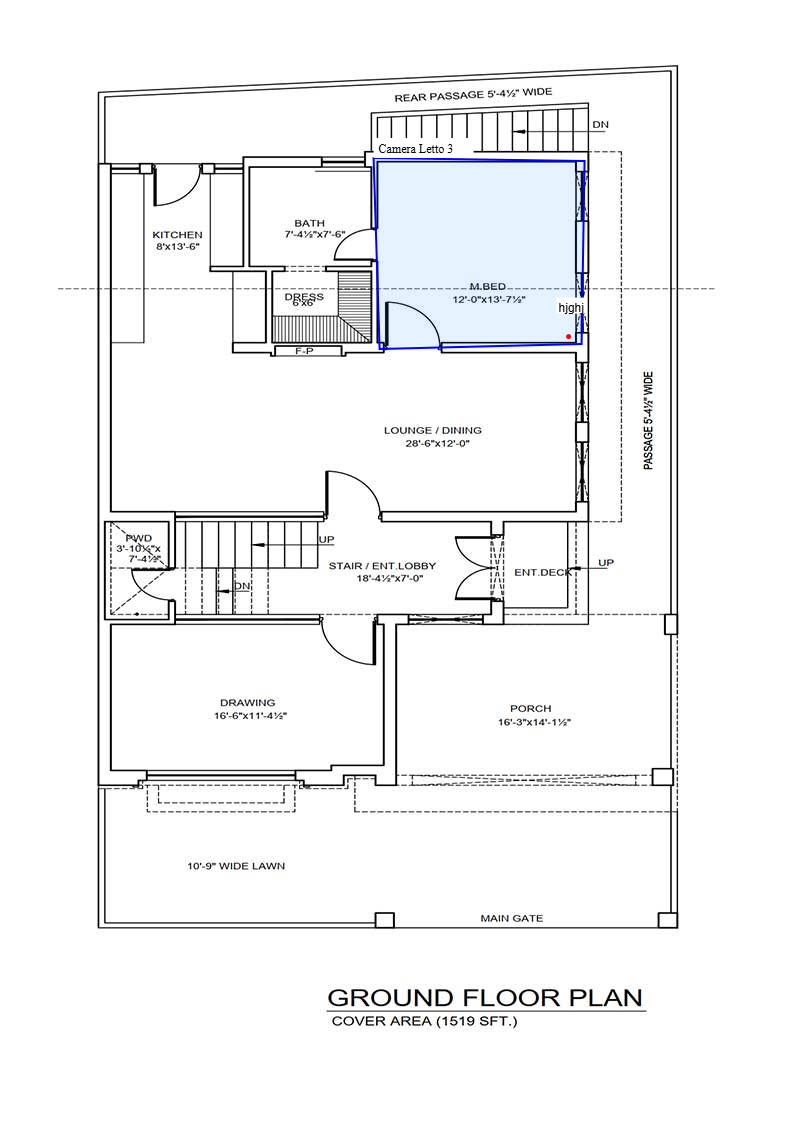 REAR PASSAGE 5'-4½" WIDE
DN
Camera Letto 3
KITCHEN
8'x13'-6"
BATH
7'-4½"x7'-6"
M.BED
12'-0"x13'-7½"
DRESS
6'x6'
hjghj
F-P
LOUNGE / DINING
28'-6"x12'-0"
PASSAGE 5'-4½" WIDE
PWD
3'-10½"x
7'-4½"
UP
DN
STAIR / ENT.LOBBY
18'-4½"x7'-0"
ENT.DECK
UP
DRAWING
16'-6"x11'-4½"
PORCH
16'-3"x14'-1½"
10'-9" WIDE LAWN
MAIN GATE
GROUND FLOOR PLAN
COVER AREA (1519 SFT.)